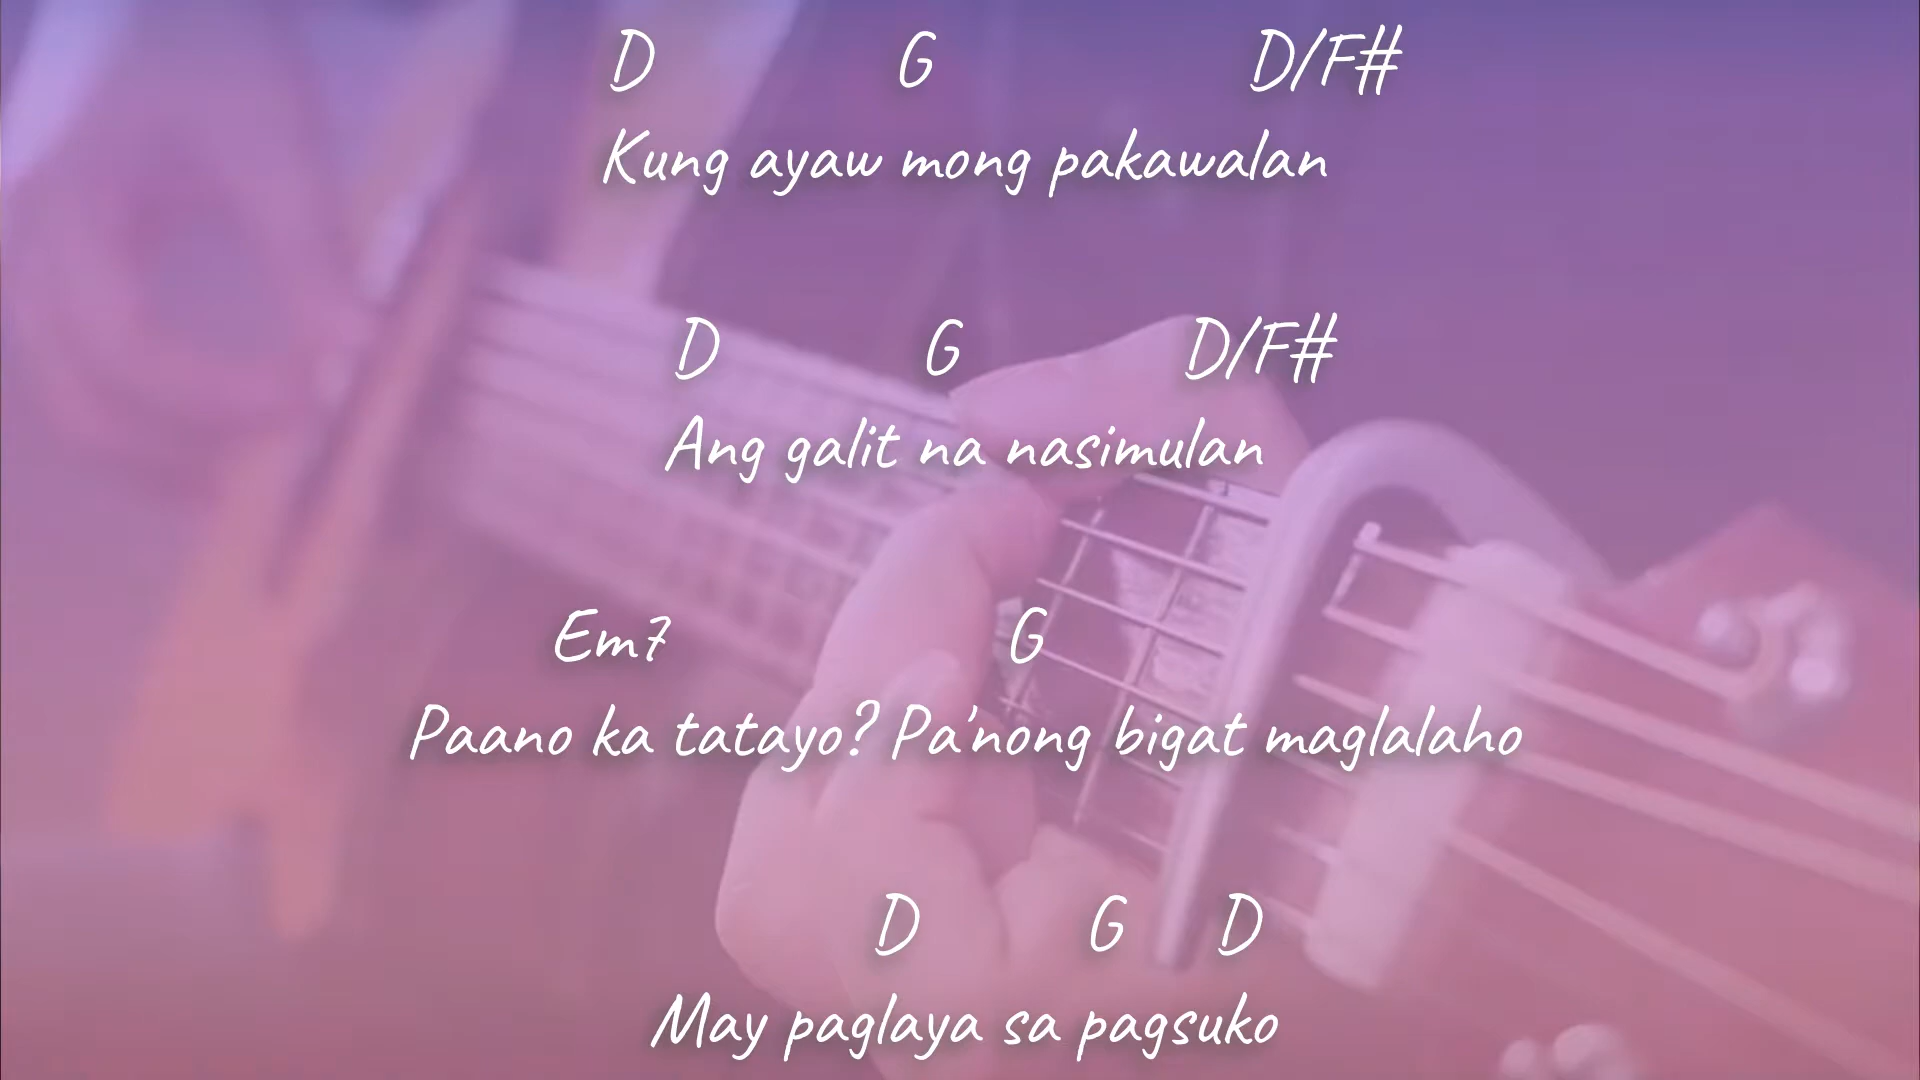 D G D/F#
Kung ayaw mong pakawalan
D G D/F#
Ang galit na nasimulan
Em7 G
Paano ka tatayo? Pa'nong bigat maglalaho
D G D
May paglaya sa pagsuko